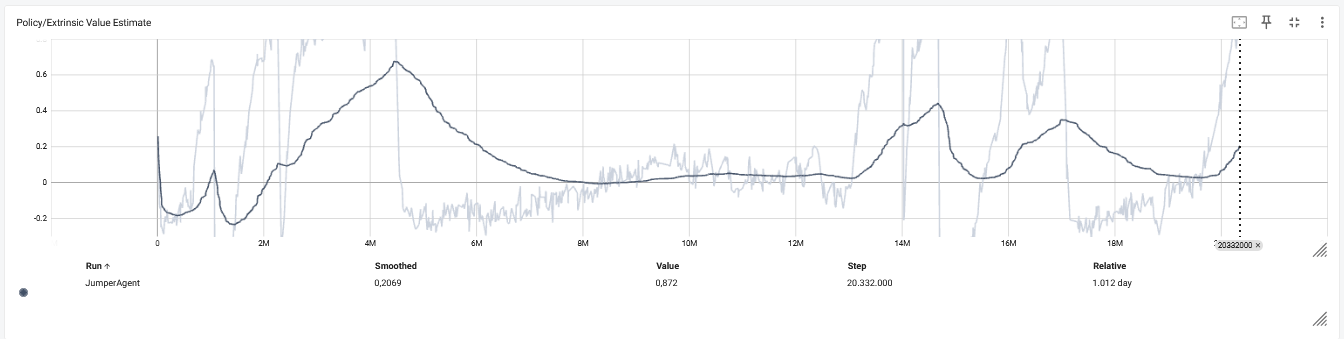 Policy/Extrinsic Value Estimate
0.6
0.4
0.2
0
-0.2
0 2M 4M 6M 8M 10M 12M 14M 16M 18M
20332000 ×
Run ↑ Smoothed Value Step Relative
JumperAgent 0,2069 0,872 20.332.000 1.012 day